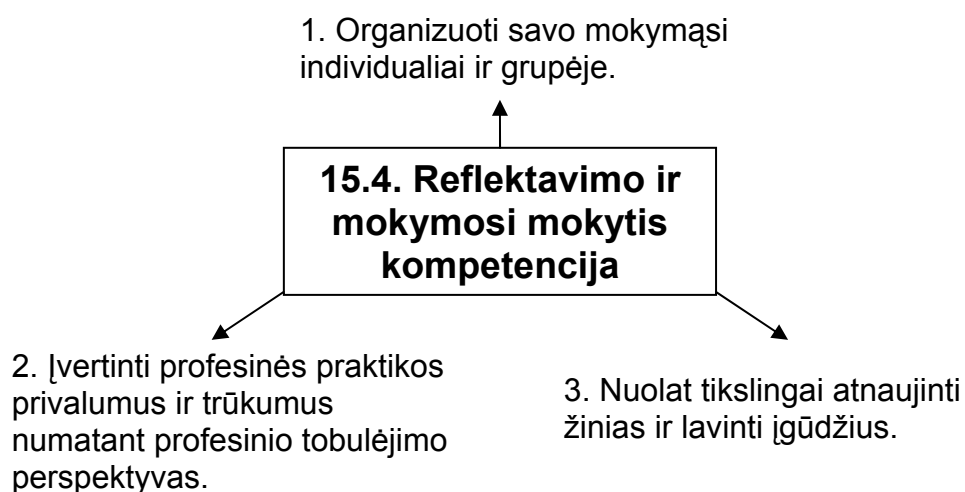 1. Organizuoti savo mokymąsi
individualiai ir grupėje.
15.4. Reflektavimo ir
mokymosi mokytis
kompetencija
2. Įvertinti profesinės praktikos
privalumus ir trūkumus
numatant profesinio tobulėjimo
perspektyvas.
3. Nuolat tikslingai atnaujinti
žinias ir lavinti įgūdžius.